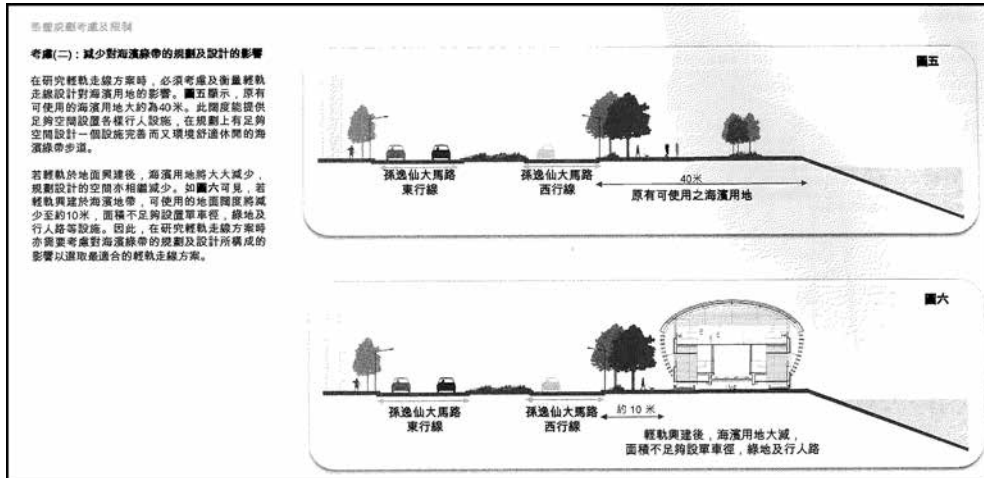 整體規劃考慮及限制
考慮(二)：減少對海濱綠帶的規劃及設計的影響
在研究輕軌走線方案時，必須考慮及衡量輕軌
走線設計對海濱用地的影響。圖五顯示，原有
可使用的海濱用地大約為40米。此闊度能提供
足夠空間設置各樣行人設施，在規劃上有足夠
空間設計一個設施完善而又環境舒適休閒的海
濱綠帶步道。
若輕軌於地面興建後，海濱用地將大大減少，
規劃設計的空間亦相繼減少。如圖六可見，若
輕軌興建於海濱地帶，可使用的地面闊度將減
少至約10米，面積不足夠設置單車徑，綠地及
行人路等設施。因此，在研究輕軌走線方案時
亦需要考慮對海濱綠帶的規劃及設計所構成的
影響以選取最適合的輕軌走線方案。
圖五
孫逸仙大馬路
東行線
孫逸仙大馬路
西行線
40米
原有可使用之海濱用地
圖六
孫逸仙大馬路
東行線
孫逸仙大馬路
西行線
約 10 米
輕軌興建後，海濱用地大減，
面積不足夠設單車徑，綠地及行人路